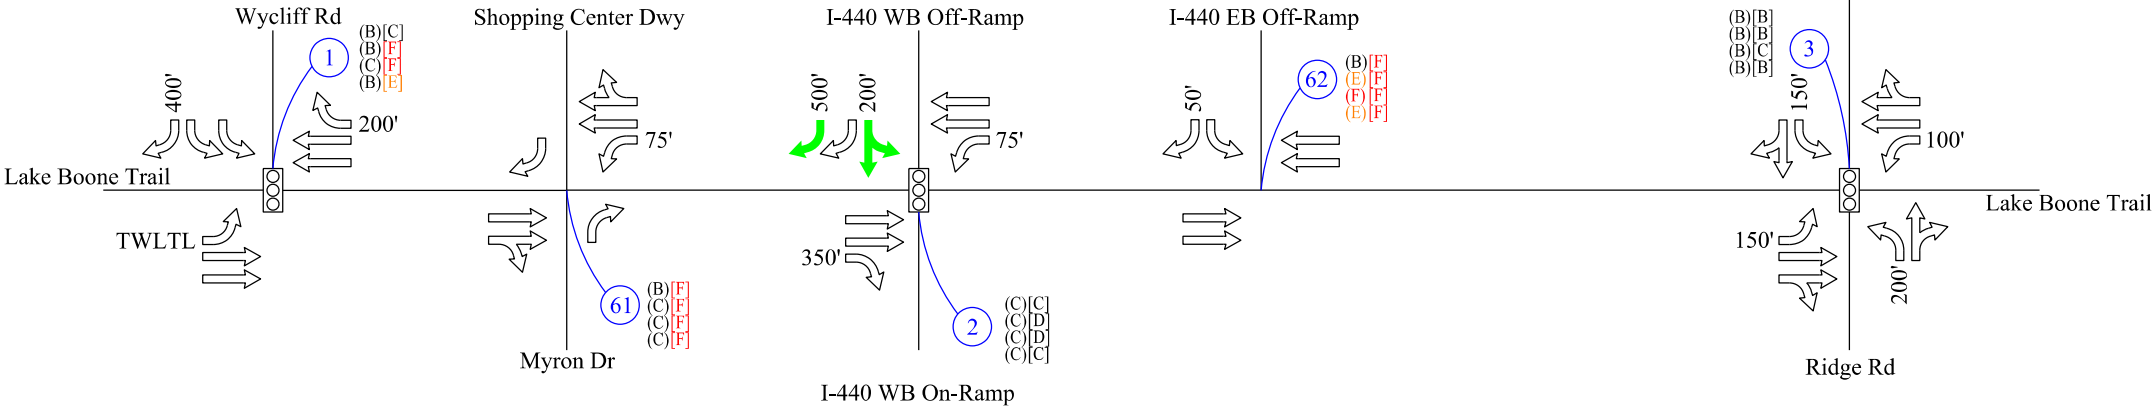 Wycliff Rd
Shopping Center Dwy
I-440 WB Off-Ramp
I-440 EB Off-Ramp
1
(B)[C]
(B)[F]
(C)[F]
(B)[E]
62
(B)[F]
(E)[F]
(F)[F]
(E)[F]
(B)[B]
(B)[B]
(B)[C]
(B)[B]
3
400'
200'
75'
500'
200'
75'
50'
150'
100'
Lake Boone Trail
Lake Boone Trail
TWLTL
350'
150'
200'
61
(B)[F]
(C)[F]
(C)[F]
(C)[F]
2
(C)[C]
(C)[D]
(C)[D]
(C)[C]
Myron Dr
I-440 WB On-Ramp
Ridge Rd